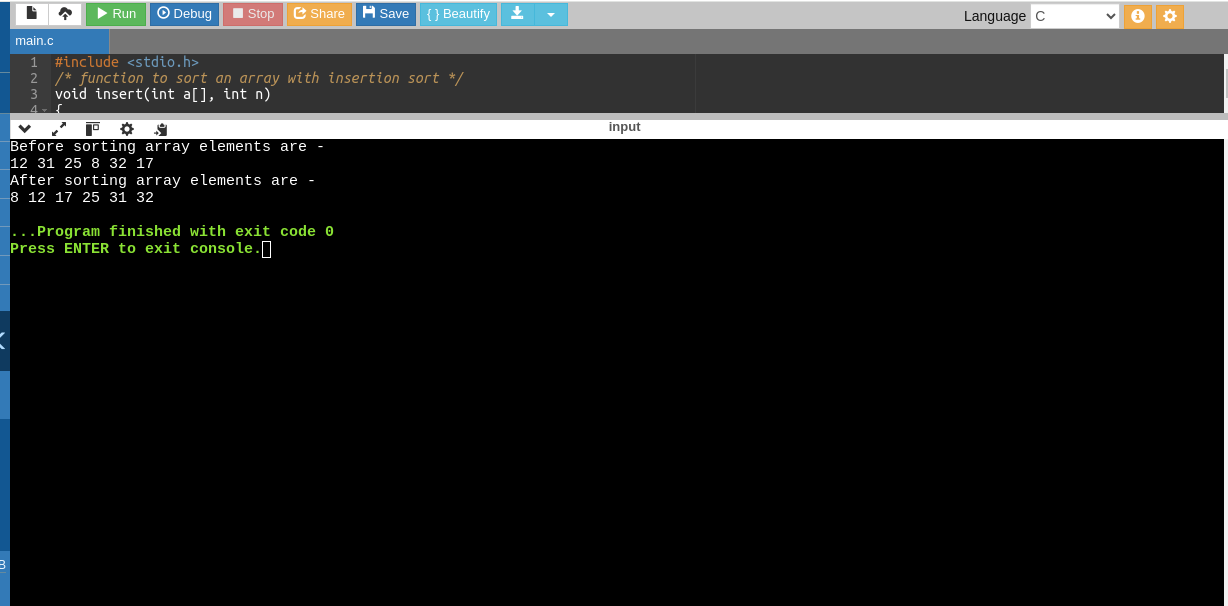 Run Debug Stop Share Save { } Beautify Language C
main.c
1 #include <stdio.h>
2 /* function to sort an array with insertion sort */
3 void insert(int a[], int n)
4 {
input
Before sorting array elements are -
12 31 25 8 32 17
After sorting array elements are -
8 12 17 25 31 32
...Program finished with exit code 0
Press ENTER to exit console.
B